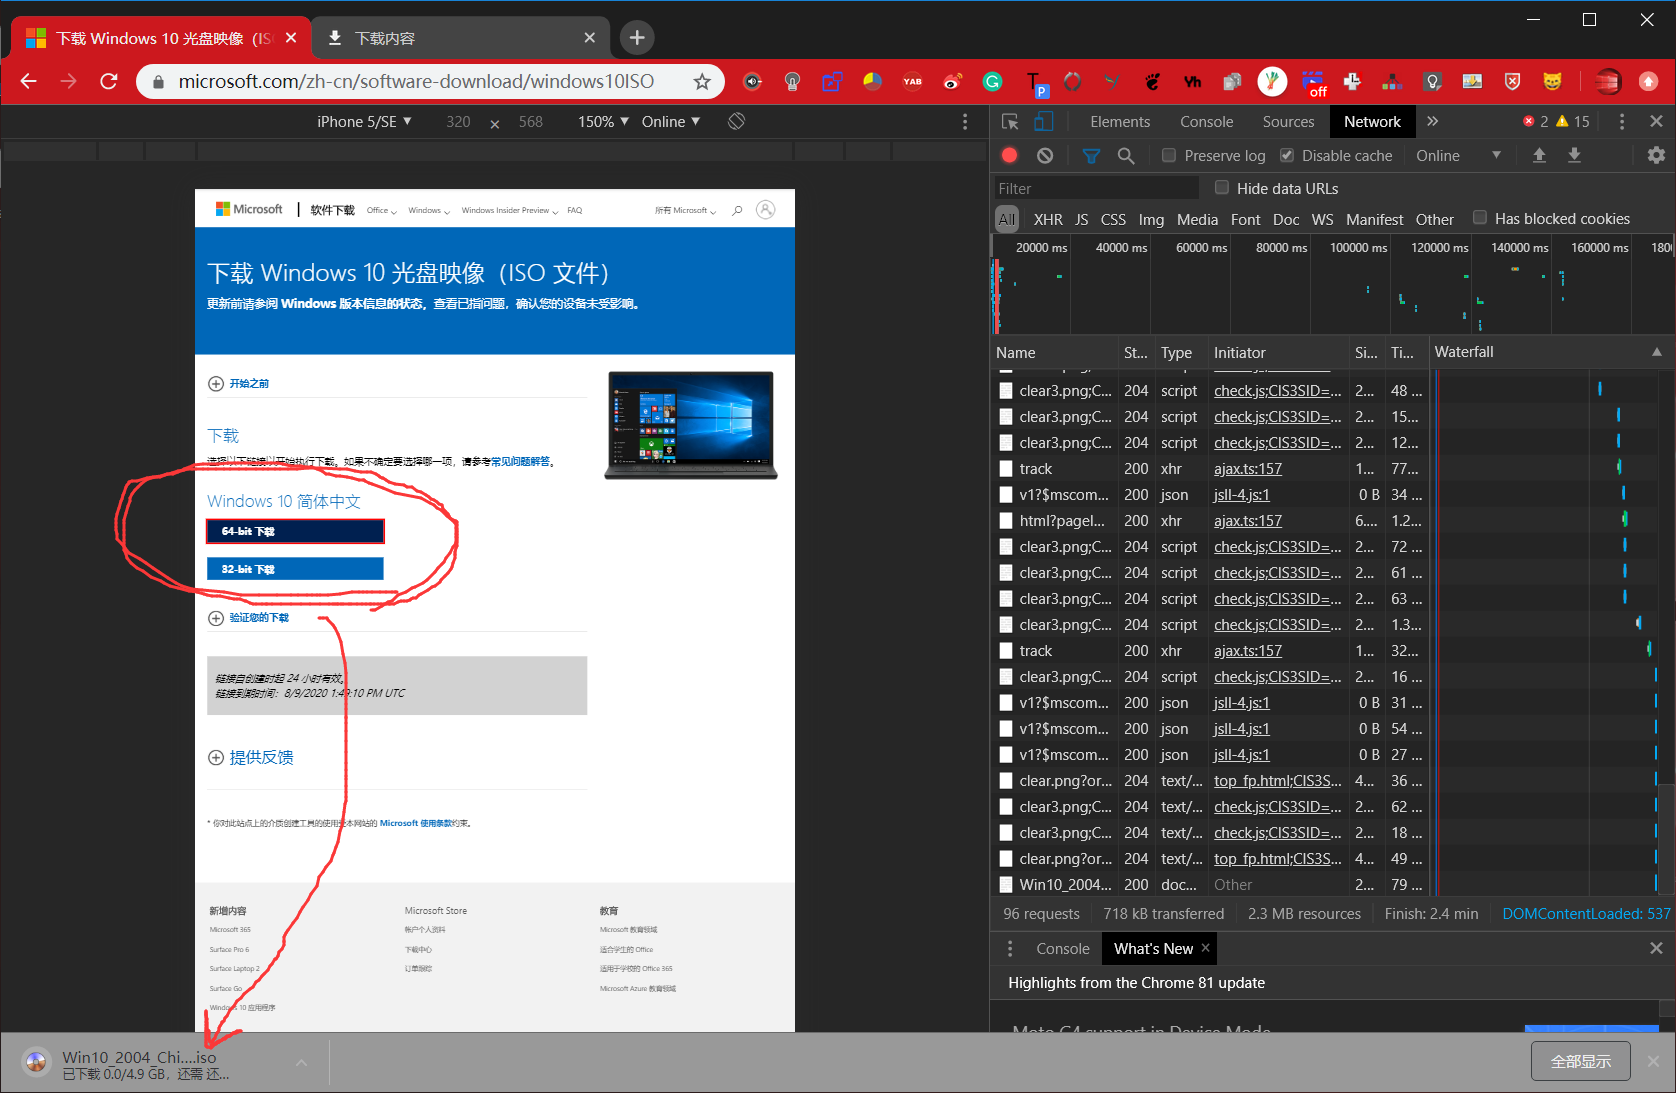 下载 Windows 10 光盘映像（IS
下载内容
microsoft.com/zh-cn/software-download/windows10ISO
YAB
T
P
Yh
off
iPhone 5/SE ▼ 320 × 568 150% ▼ Online ▼
Elements Console Sources Network » 2 15
Preserve log Disable cache Online ▼
Filter Hide data URLs
All XHR JS CSS Img Media Font Doc WS Manifest Other Has blocked cookies
20000 ms 40000 ms 60000 ms 80000 ms 100000 ms 120000 ms 140000 ms 160000 ms 1800
Name St... Type Initiator Si... Ti... Waterfall
clear3.png;C... 204 script check.js;CIS3SID=... 2... 48 ...
clear3.png;C... 204 script check.js;CIS3SID=... 2... 15...
clear3.png;C... 204 script check.js;CIS3SID=... 2... 12...
track 200 xhr ajax.ts:157 1... 77...
v1?$mscom... 200 json jsll-4.js:1 0 B 34 ...
html?pagel... 200 xhr ajax.ts:157 6.... 1.2...
clear3.png;C... 204 script check.js;CIS3SID=... 2... 72 ...
clear3.png;C... 204 script check.js;CIS3SID=... 2... 61 ...
clear3.png;C... 204 script check.js;CIS3SID=... 2... 63 ...
clear3.png;C... 204 script check.js;CIS3SID=... 2... 1.3...
track 200 xhr ajax.ts:157 1... 32...
clear3.png;C... 204 script check.js;CIS3SID=... 2... 16 ...
v1?$mscom... 200 json jsll-4.js:1 0 B 31 ...
v1?$mscom... 200 json jsll-4.js:1 0 B 54 ...
v1?$mscom... 200 json jsll-4.js:1 0 B 27 ...
clear.png?or... 204 text/... top_fp.html;CIS3S... 4... 36 ...
clear3.png;C... 204 text/... check.js;CIS3SID=... 2... 62 ...
clear3.png;C... 204 text/... check.js;CIS3SID=... 2... 18 ...
clear.png?or... 204 text/... top_fp.html;CIS3S... 4... 49 ...
Win10_2004... 200 doc... Other 2... 79 ...
96 requests 718 kB transferred 2.3 MB resources Finish: 2.4 min DOMContentLoaded: 537
Console What's New ×
Highlights from the Chrome 81 update
Moto G4 support in Device Mode
Microsoft | 软件下载 Office Windows Windows Insider Preview FAQ 所有 Microsoft
下载 Windows 10 光盘映像（ISO 文件）
更新前请参阅 Windows 版本信息的状态，查看已指问题，确认您的设备未受影响。
开始之前
下载
选择以下链接以开始执行下载。如果不确定要选择哪一项，请参考常见问题解答。
Windows 10 简体中文
64-bit 下载
32-bit 下载
验证您的下载
链接自创建时起 24 小时有效。
链接到期时间：8/9/2020 1:49:10 PM UTC
提供反馈
* 你对此站点上的介质创建工具的使用受本网站的 Microsoft 使用条款约束。
新增内容 Microsoft Store 教育
Microsoft 365 帐户个人资料 Microsoft 教育领域
Surface Pro 6 下载中心 适合学生的 Office
Surface Laptop 2 订单跟踪 适用于学校的 Office 365
Surface Go Microsoft Azure 教育领域
Windows 10 应用程序
Win10_2004_Chi....iso
已下载 0.0/4.9 GB，还需 还...
全部显示